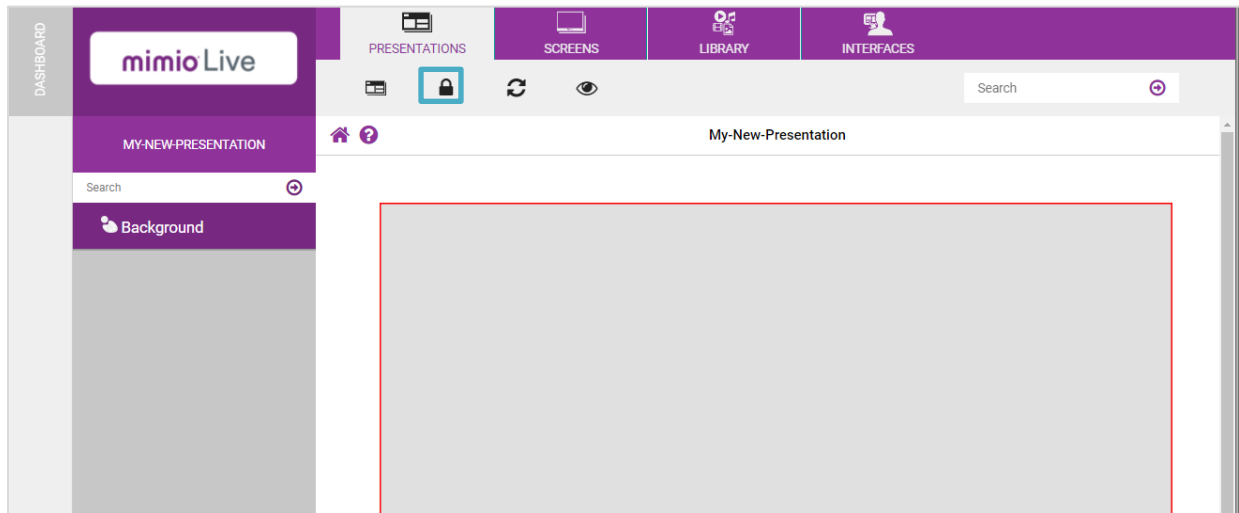 DASHBOARD
mimio Live
PRESENTATIONS
SCREENS
LIBRARY
INTERFACES
Search
MY-NEW-PRESENTATION
My-New-Presentation
Search
Background